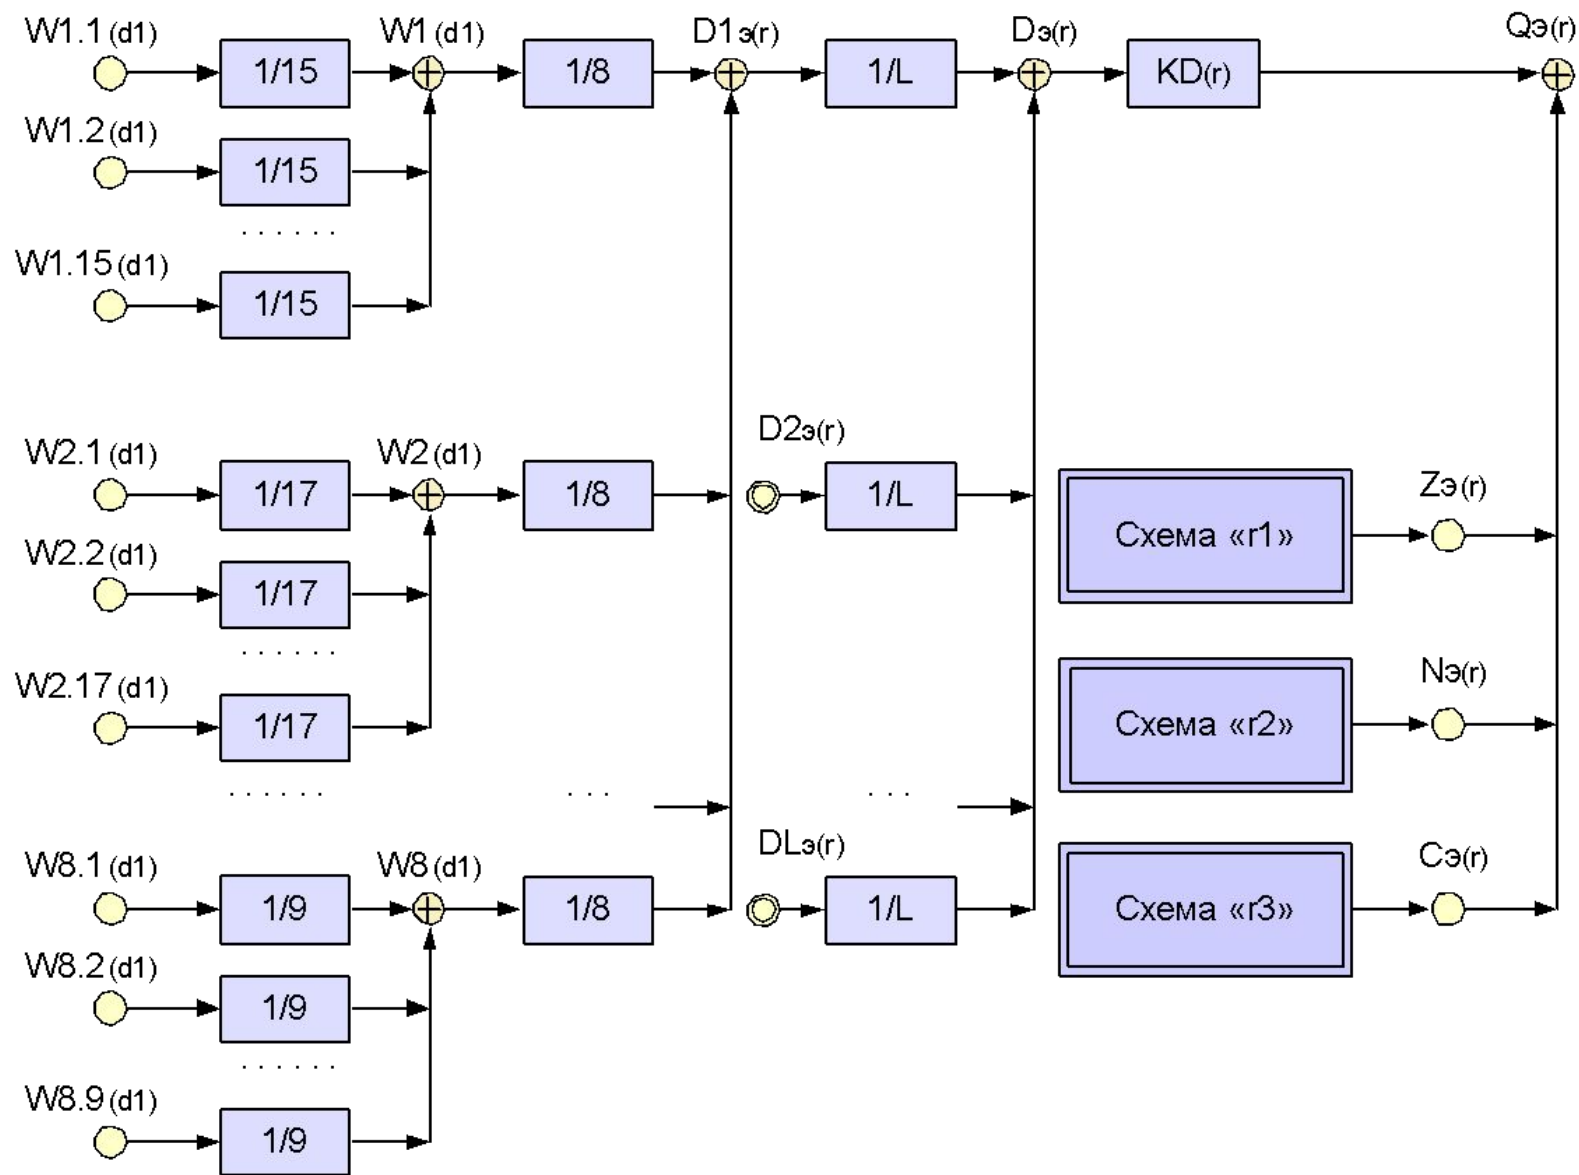 W1.1 (d1) W1 (d1) D1э(r) Dэ(r) Qэ(r)
1/15 1/8 1/L KD(r)
W1.2 (d1)
1/15
. . . . . .
W1.15 (d1)
1/15
W2.1 (d1) W2 (d1) D2э(r)
1/17 1/8 1/L
Zэ(r)
Схема «r1»
W2.2 (d1)
1/17
. . . . . .
W2.17 (d1) Nэ(r)
1/17 Схема «r2»
. . . . . . . . . . . .
W8.1 (d1) W8 (d1) DLэ(r) Cэ(r)
1/9 1/8 1/L Схема «r3»
W8.2 (d1)
1/9
. . . . . .
W8.9 (d1)
1/9